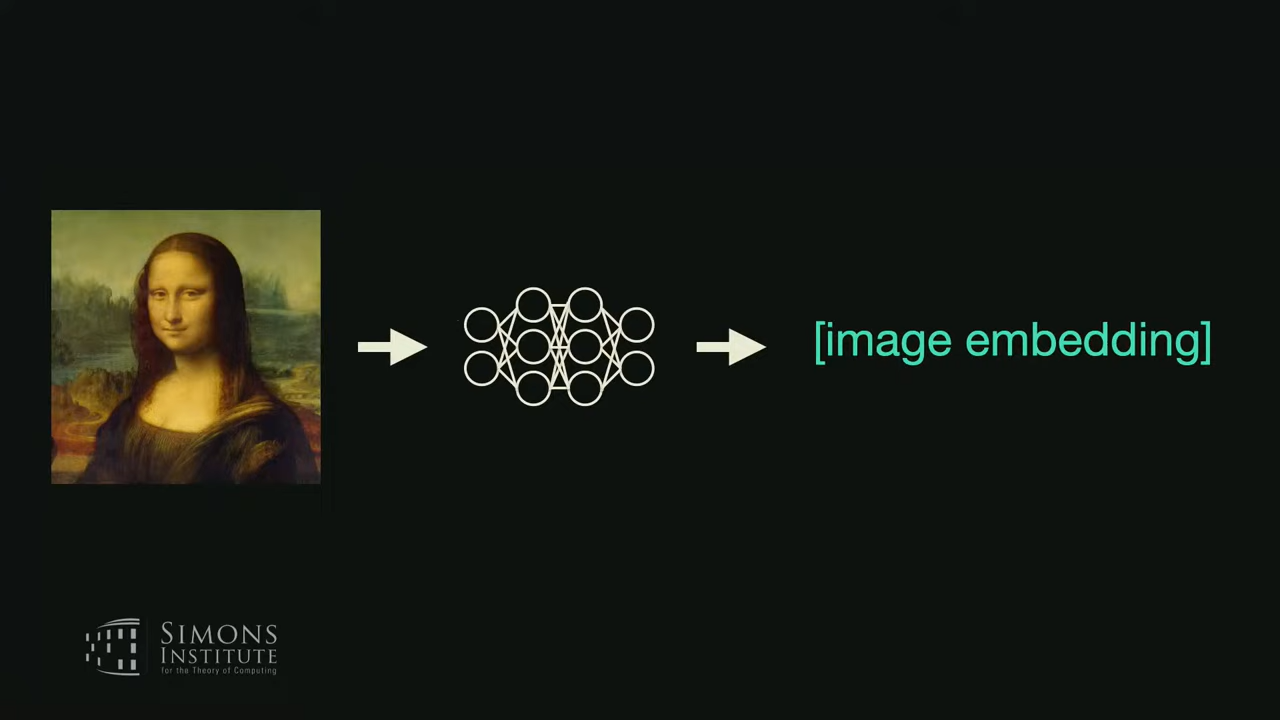 [image embedding]
SIMONS
INSTITUTE
for the Theory of Computing